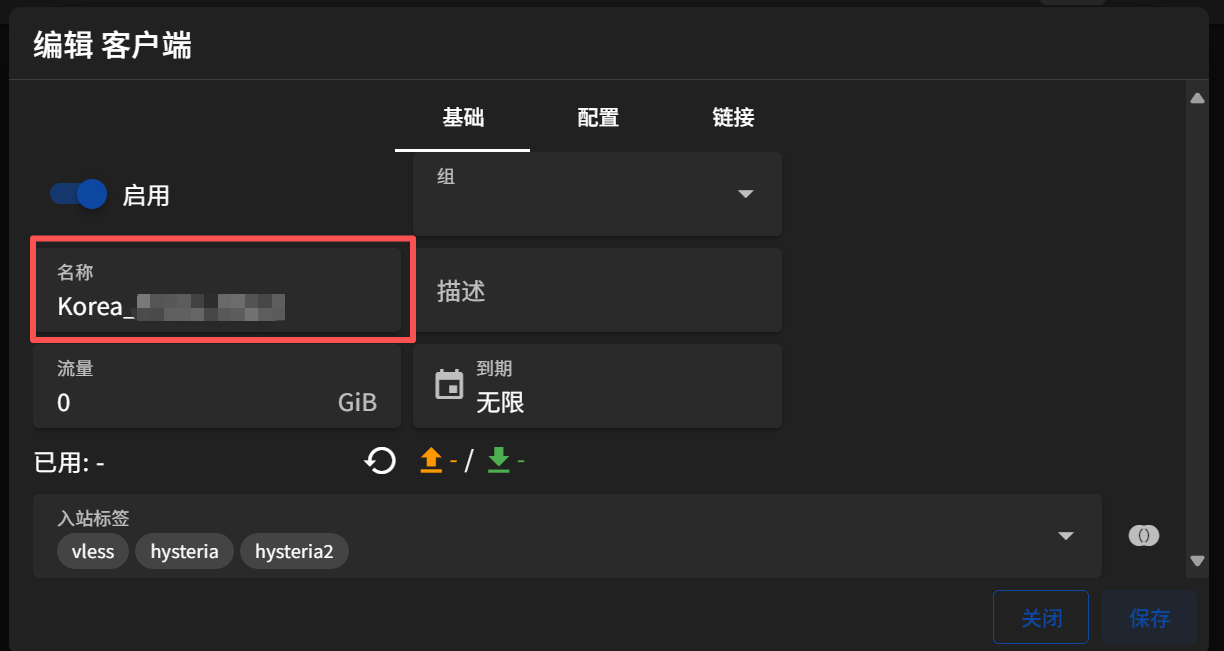 编辑 客户端
基础 配置 链接
启用
组
名称
Korea_
描述
流量
0 GiB
到期
无限
已用: -
- / -
入站标签
vless hysteria hysteria2
关闭 保存